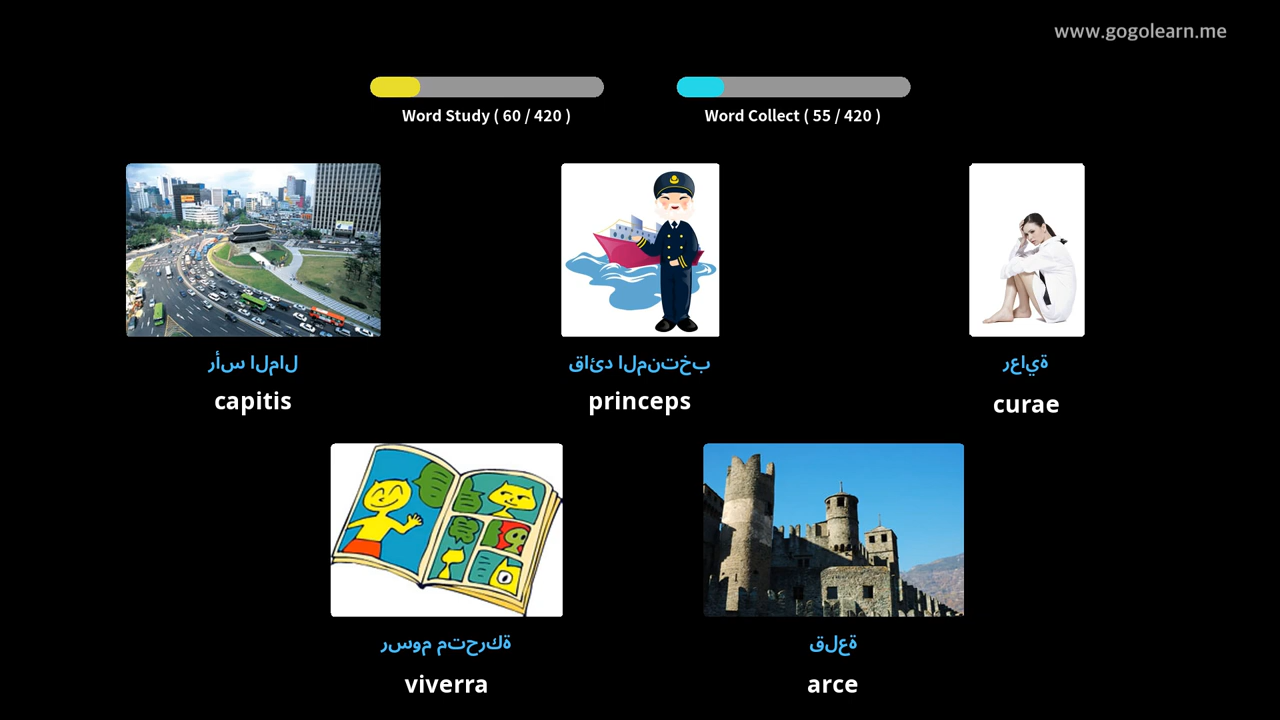 www.gogolearn.me
Word Study ( 60 / 420 )
Word Collect ( 55 / 420 )
رأس المال
capitis
قائد المنتخب
princeps
رعاية
curae
رسوم متحركة
viverra
قلعة
arce